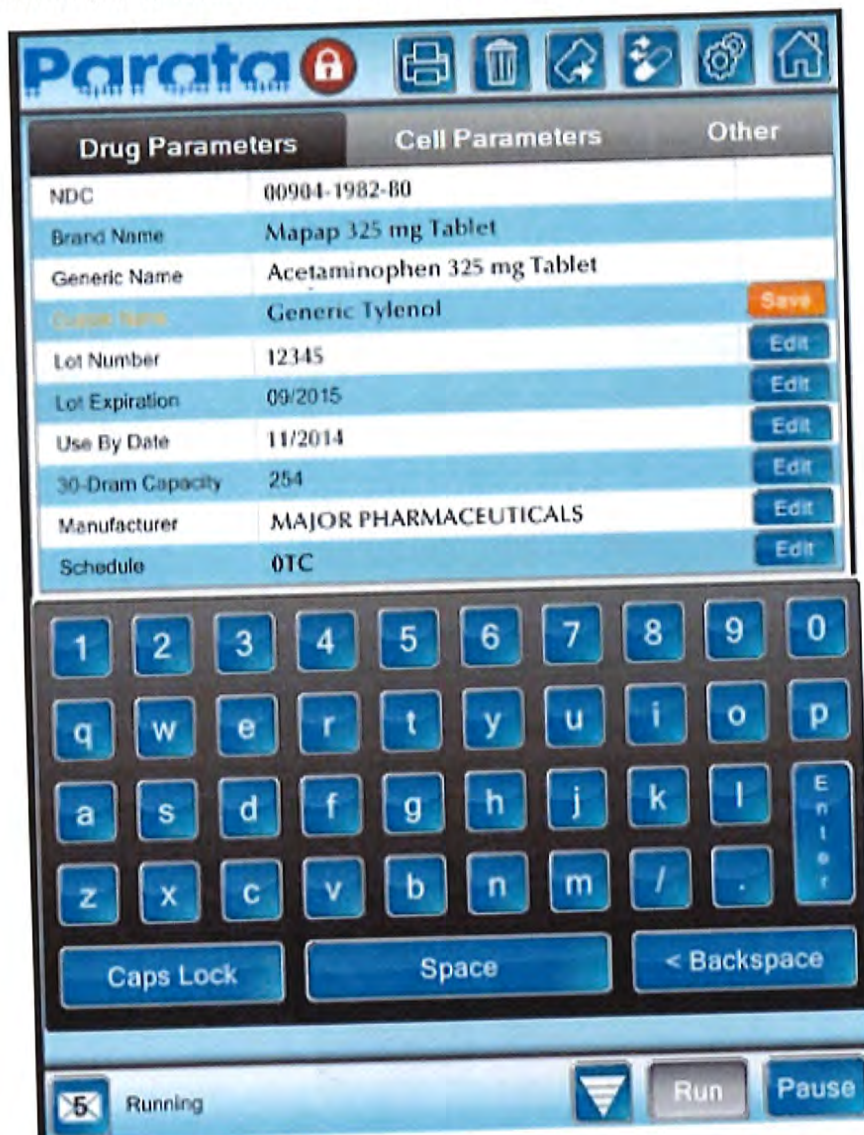 Parata
Drug Parameters Cell Parameters Other
NDC 00904-1982-80
Brand Name Mapap 325 mg Tablet
Generic Name Acetaminophen 325 mg Tablet
Custom Name Generic Tylenol Save
Lot Number 12345 Edit
Lot Expiration 09/2015 Edit
Use By Date 11/2014 Edit
30-Dram Capacity 254 Edit
Manufacturer MAJOR PHARMACEUTICALS Edit
Schedule 0TC Edit
1 2 3 4 5 6 7 8 9 0
q w e r t y u i o p
a s d f g h j k l Enter
z x c v b n m / .
Caps Lock Space < Backspace
5 Running Run Pause